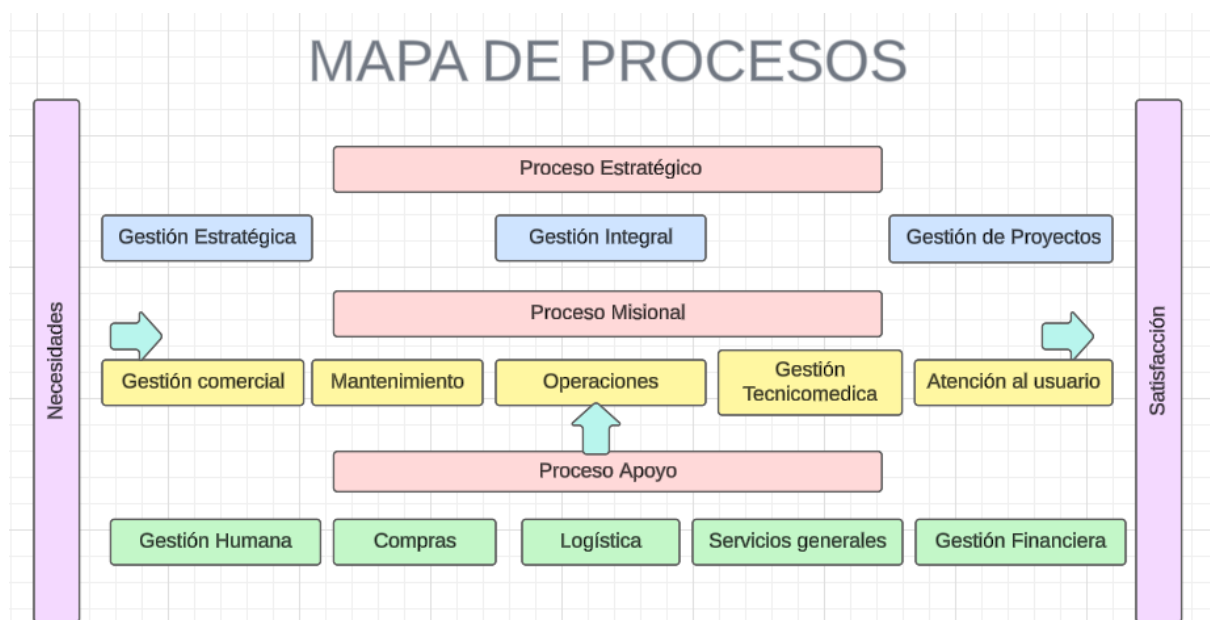 MAPA DE PROCESOS
Necesidades
Proceso Estratégico
Gestión Estratégica
Gestión Integral
Gestión de Proyectos
Proceso Misional
Gestión comercial
Mantenimiento
Operaciones
Gestión
Tecnicomedica
Atención al usuario
Proceso Apoyo
Gestión Humana
Compras
Logística
Servicios generales
Gestión Financiera
Satisfacción